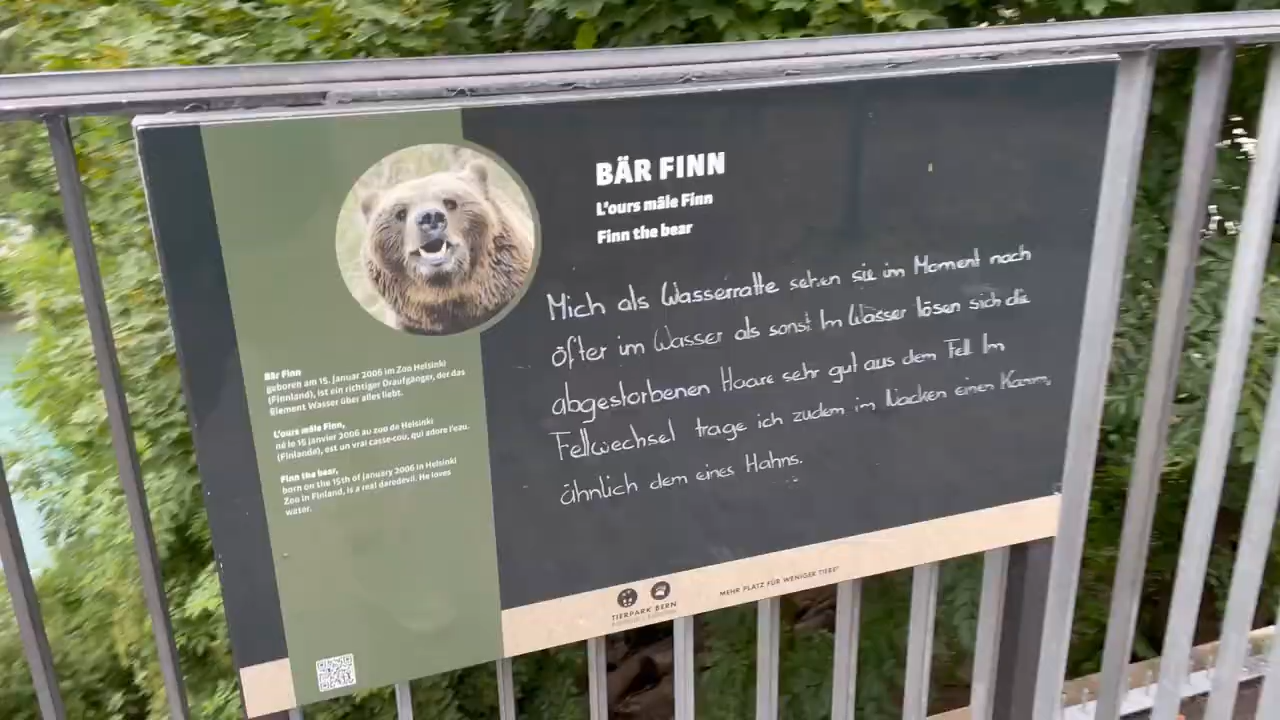 BÄR FINN
L'ours mâle Finn
Finn the bear
Mich als Wasserratte sehen sie im Moment noch
öfter im Wasser als sonst Im Wasser lösen sich die
abgestorbenen Haare sehr gut aus dem Fell Im
Fellwechsel trage ich zudem im Nacken einen Kamm,
ähnlich dem eines Hahns.
Bär Finn
geboren am 15. Januar 2006 im Zoo Helsinki
(Finnland), ist ein richtiger Draufgänger, der das
Element Wasser über alles liebt.
L'ours mâle Finn,
né le 15 janvier 2006 au zoo de Helsinki
(Finlande), est un vrai casse-cou, qui adore l'eau.
Finn the bear,
born on the 15th of January 2006 in Helsinki
Zoo in Finland, is a real daredevil. He loves
water.
TIERPARK BERN
MEHR PLATZ FÜR WENIGER TIERE